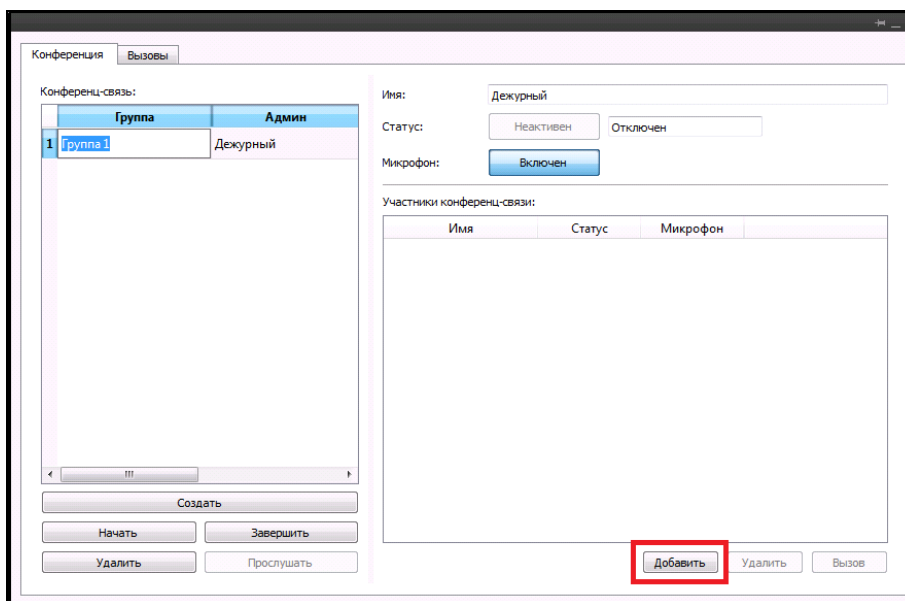 Конференция Вызовы
Конференц-связь:
Группа Админ
1 Группа 1 Дежурный
Создать
Начать Завершить
Удалить Прослушать
Имя: Дежурный
Статус: Неактивен Отключен
Микрофон: Включен
Участники конференц-связи:
Имя Статус Микрофон
Добавить Удалить Вызов